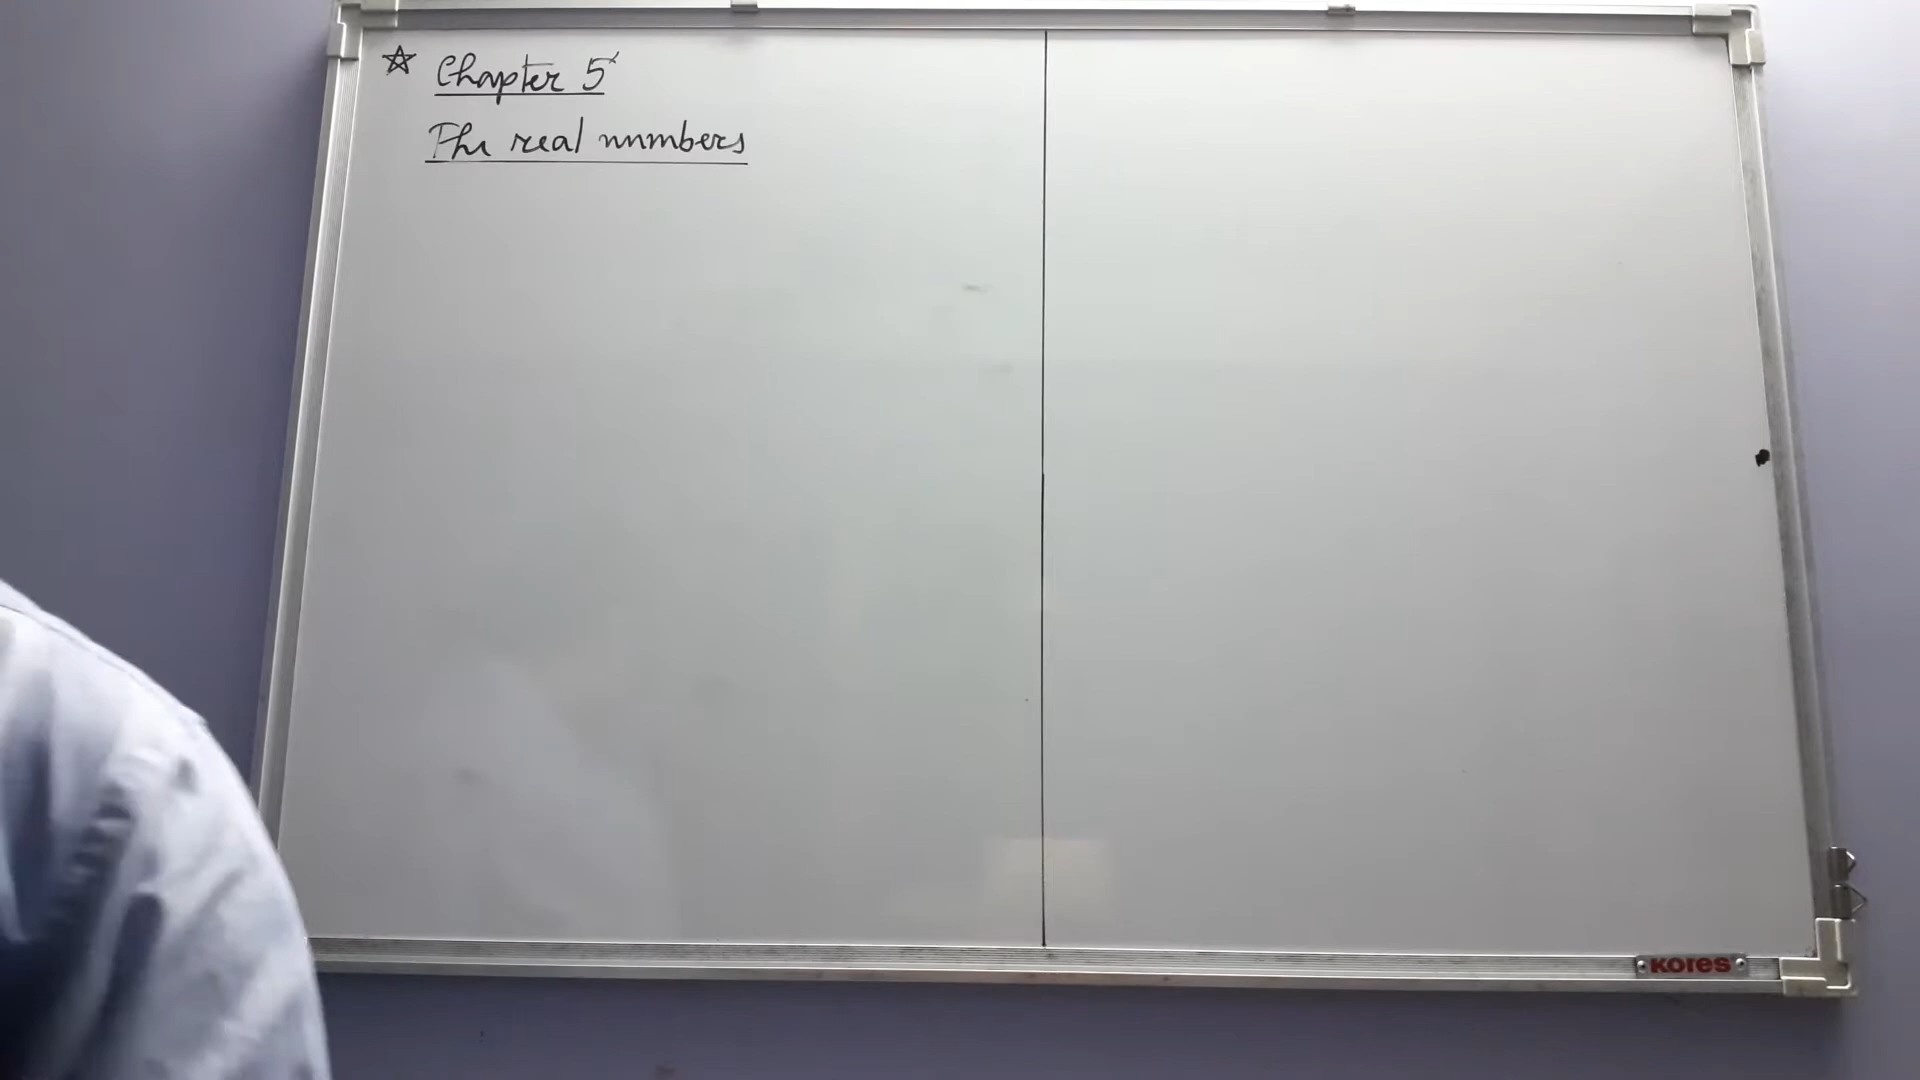 ☆ Chapter 5
The real numbers
Kores